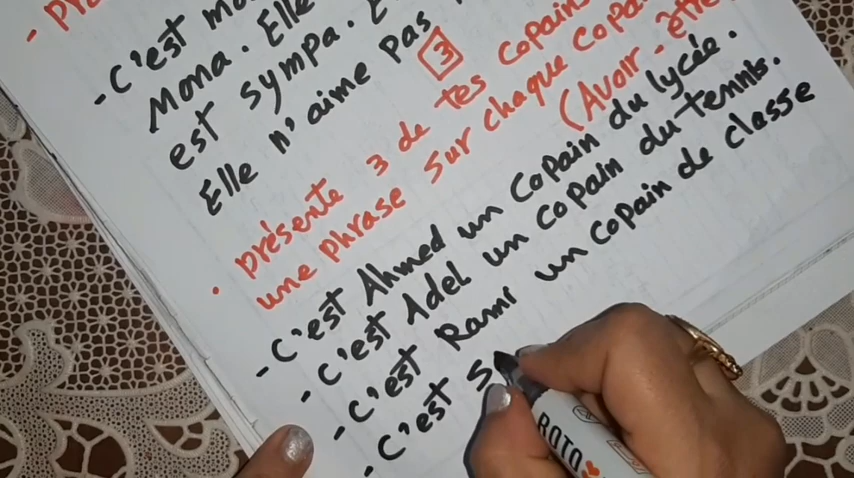 - C'est
Mona. Elle
est sympa.
Elle n'aime pas
3
• présente 3 de tes copains
une phrase sur chaque copain
(Avoir-être
- C'est Ahmed un copain du lycée.
- C'est Adel un copain du tennis.
- C'est Rami un copain de classe
- C'est s
ROTO